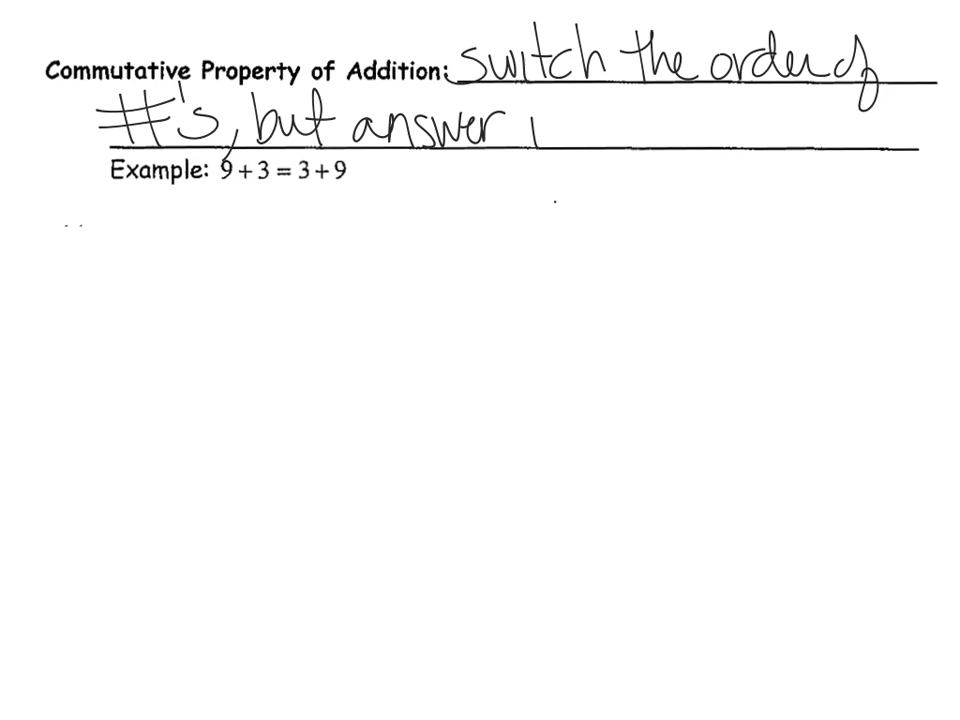 Commutative Property of Addition: switch the order of
#'s, but answer
Example: 9 + 3 = 3 + 9